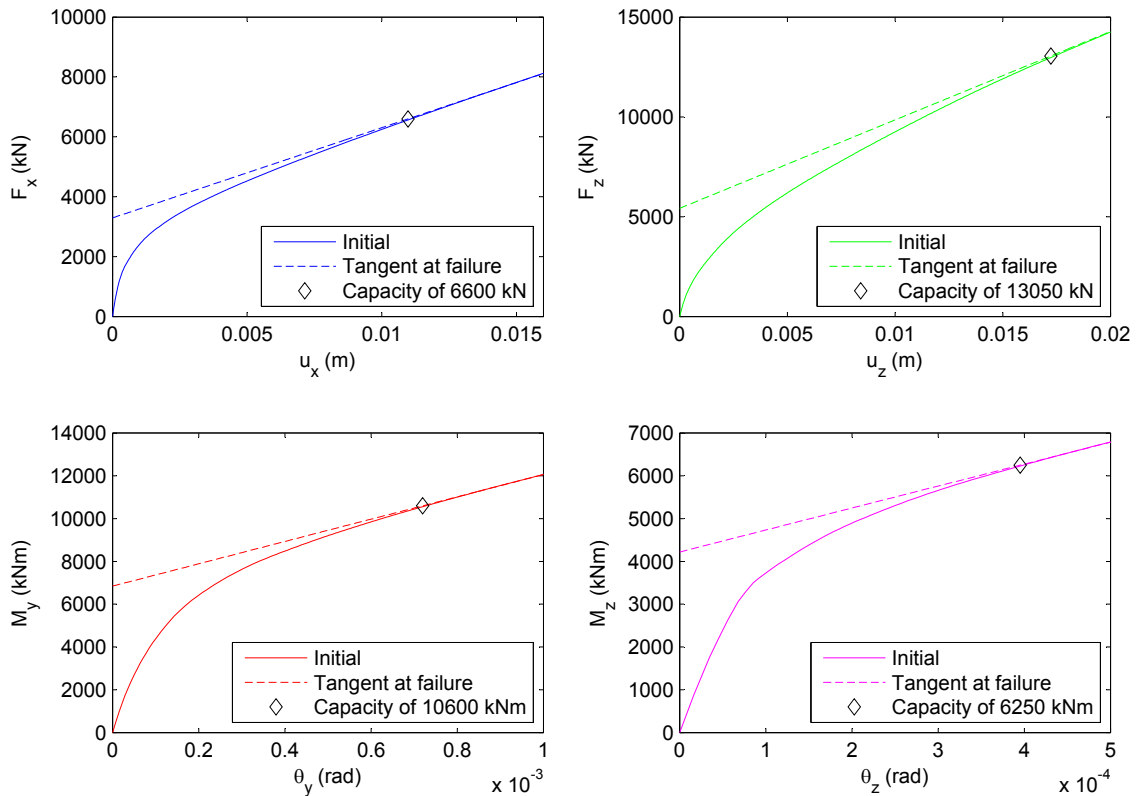 10000
8000
6000
4000
2000
0
F_x (kN)
Initial
Tangent at failure
Capacity of 6600 kN
0 0.005 0.01 0.015
u_x (m)
15000
10000
5000
0
F_z (kN)
Initial
Tangent at failure
Capacity of 13050 kN
0 0.005 0.01 0.015 0.02
u_z (m)
14000
12000
10000
8000
6000
4000
2000
0
M_y (kNm)
Initial
Tangent at failure
Capacity of 10600 kNm
0 0.2 0.4 0.6 0.8 1
θ_y (rad)
x 10^-3
7000
6000
5000
4000
3000
2000
1000
0
M_z (kNm)
Initial
Tangent at failure
Capacity of 6250 kNm
0 1 2 3 4 5
θ_z (rad)
x 10^-4